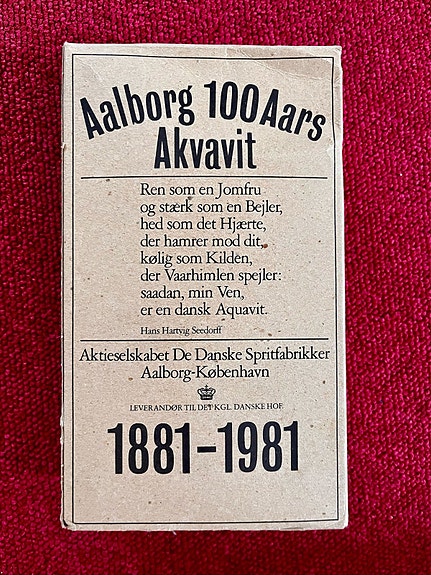 Aalborg 100 Aars
Akvavit
Ren som en Jomfru
og stærk som en Bejler,
hed som det Hjærte,
der hamrer mod dit,
kølig som Kilden,
der Vaarhimlen spejler:
saadan, min Ven,
er en dansk Aquavit.
Hans Hartvig Seedorff
Aktieselskabet De Danske Spritfabrikker
Aalborg-København
LEVERANDØR TIL DET KGL. DANSKE HOF
1881-1981